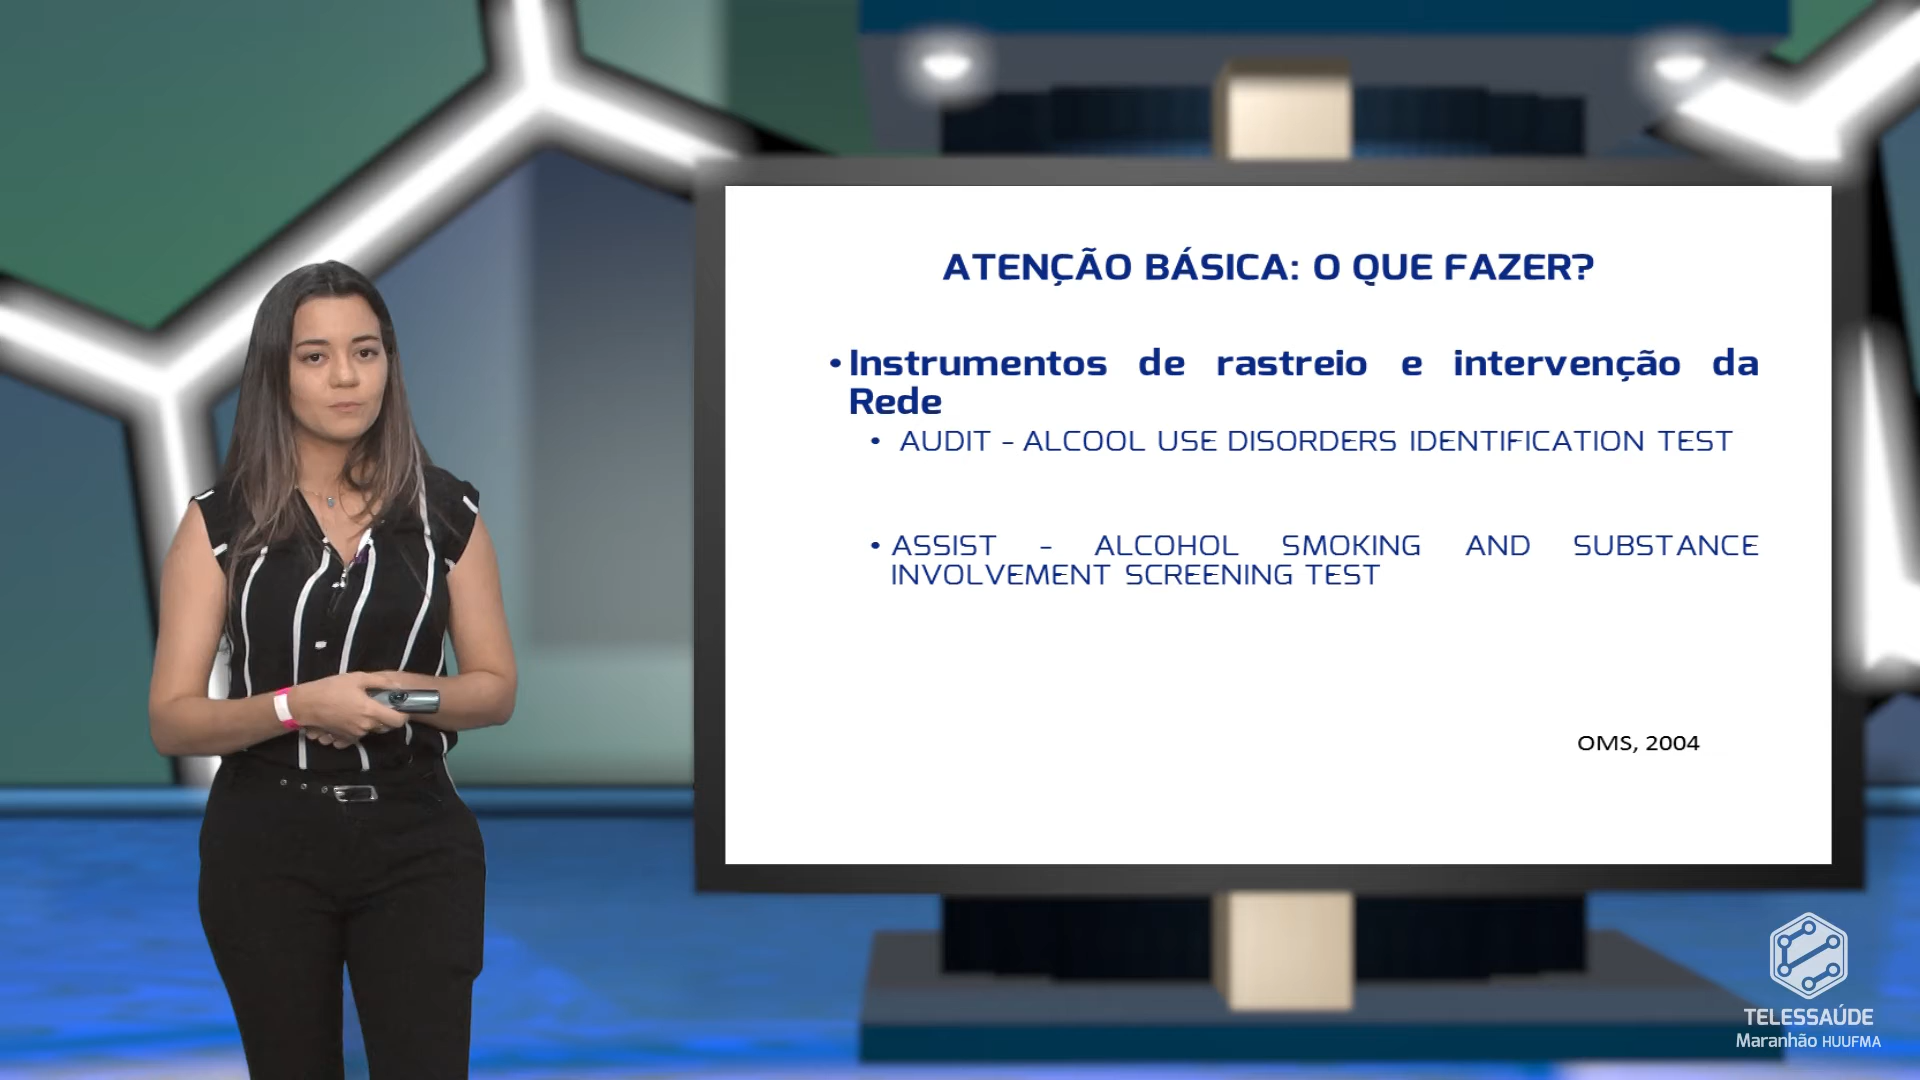 ATENÇÃO BÁSICA: O QUE FAZER?
• Instrumentos de rastreio e intervenção da
Rede
• AUDIT – ALCOOL USE DISORDERS IDENTIFICATION TEST
• ASSIST – ALCOHOL SMOKING AND SUBSTANCE
INVOLVEMENT SCREENING TEST
OMS, 2004
TELESSAÚDE
Maranhão HUUFMA